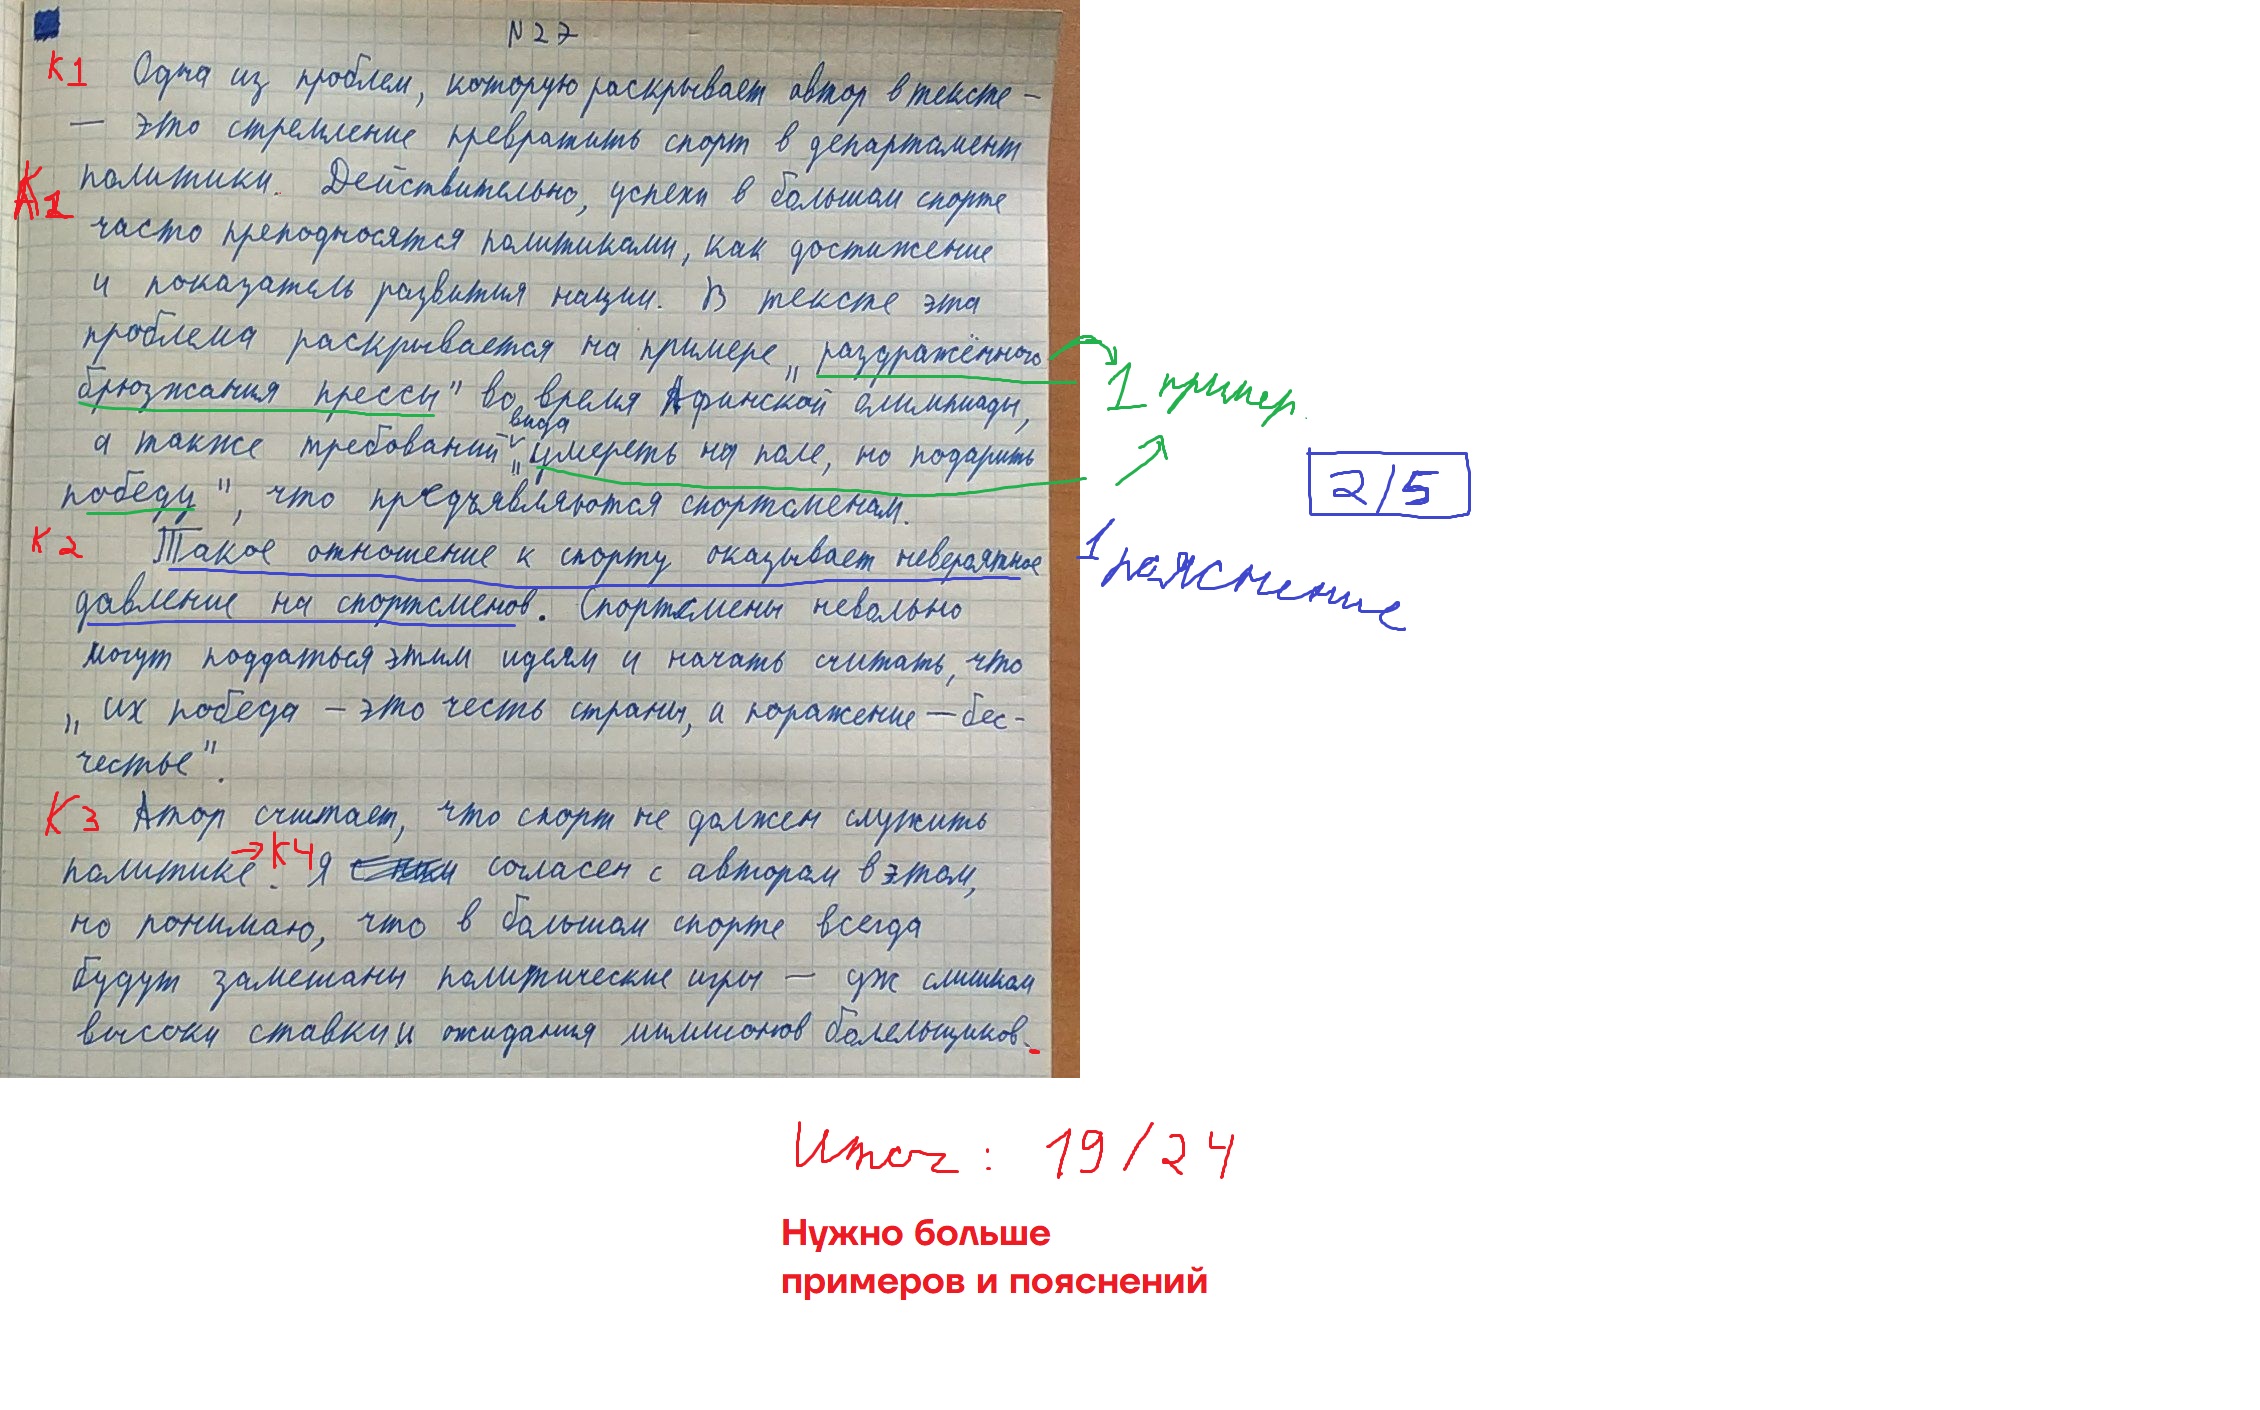 N27
К1 Одна из проблем, которую раскрывает автор в тексте –
– это стремление превратить спорт в департамент
К1 политики. Действительно, успехи в большом спорте
часто преподносятся политиками, как достижение
и показатель развития нации. В тексте эта
проблема раскрывается на примере „раздражённого
брюзжания прессы" во время Афинской олимпиады,
вида
а также требований „умереть на поле, но подарить
победу", что предъявляются спортсменам.
1 пример
2/5
К2 Такое отношение к спорту оказывает невероятное
давление на спортсменов. Спортсмены невольно
1 пояснение
могут поддаться этим идеям и начать считать, что
„их победа – это честь страны, а поражение – бес-
честье".
К3 Атор считает, что спорт не должен служить
политике. → К4 Я согласен с автором в этом,
но понимаю, что в большом спорте всегда
будут замешаны политические игры – уж слишком
высоки ставки и ожидания миллионов болельщиков.
Итог: 19/24
Нужно больше
примеров и пояснений